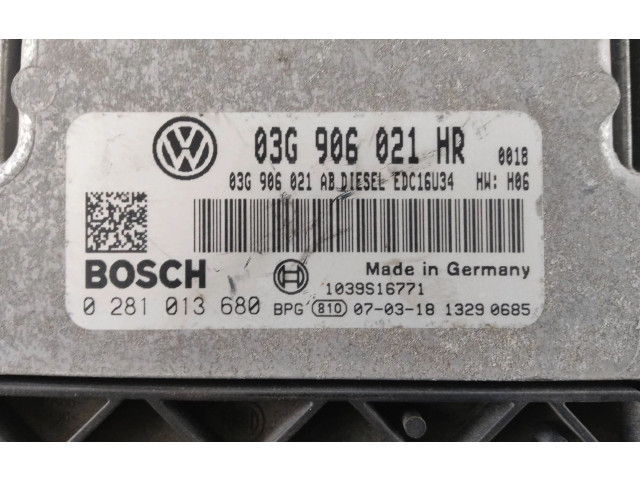 03G 906 021 HR 0018
03G 906 021 AB DIESEL EDC16U34 HW: H06
BOSCH
Made in Germany
1039S16771
0 281 013 680 BPG 810 07-03-18 1329 0685